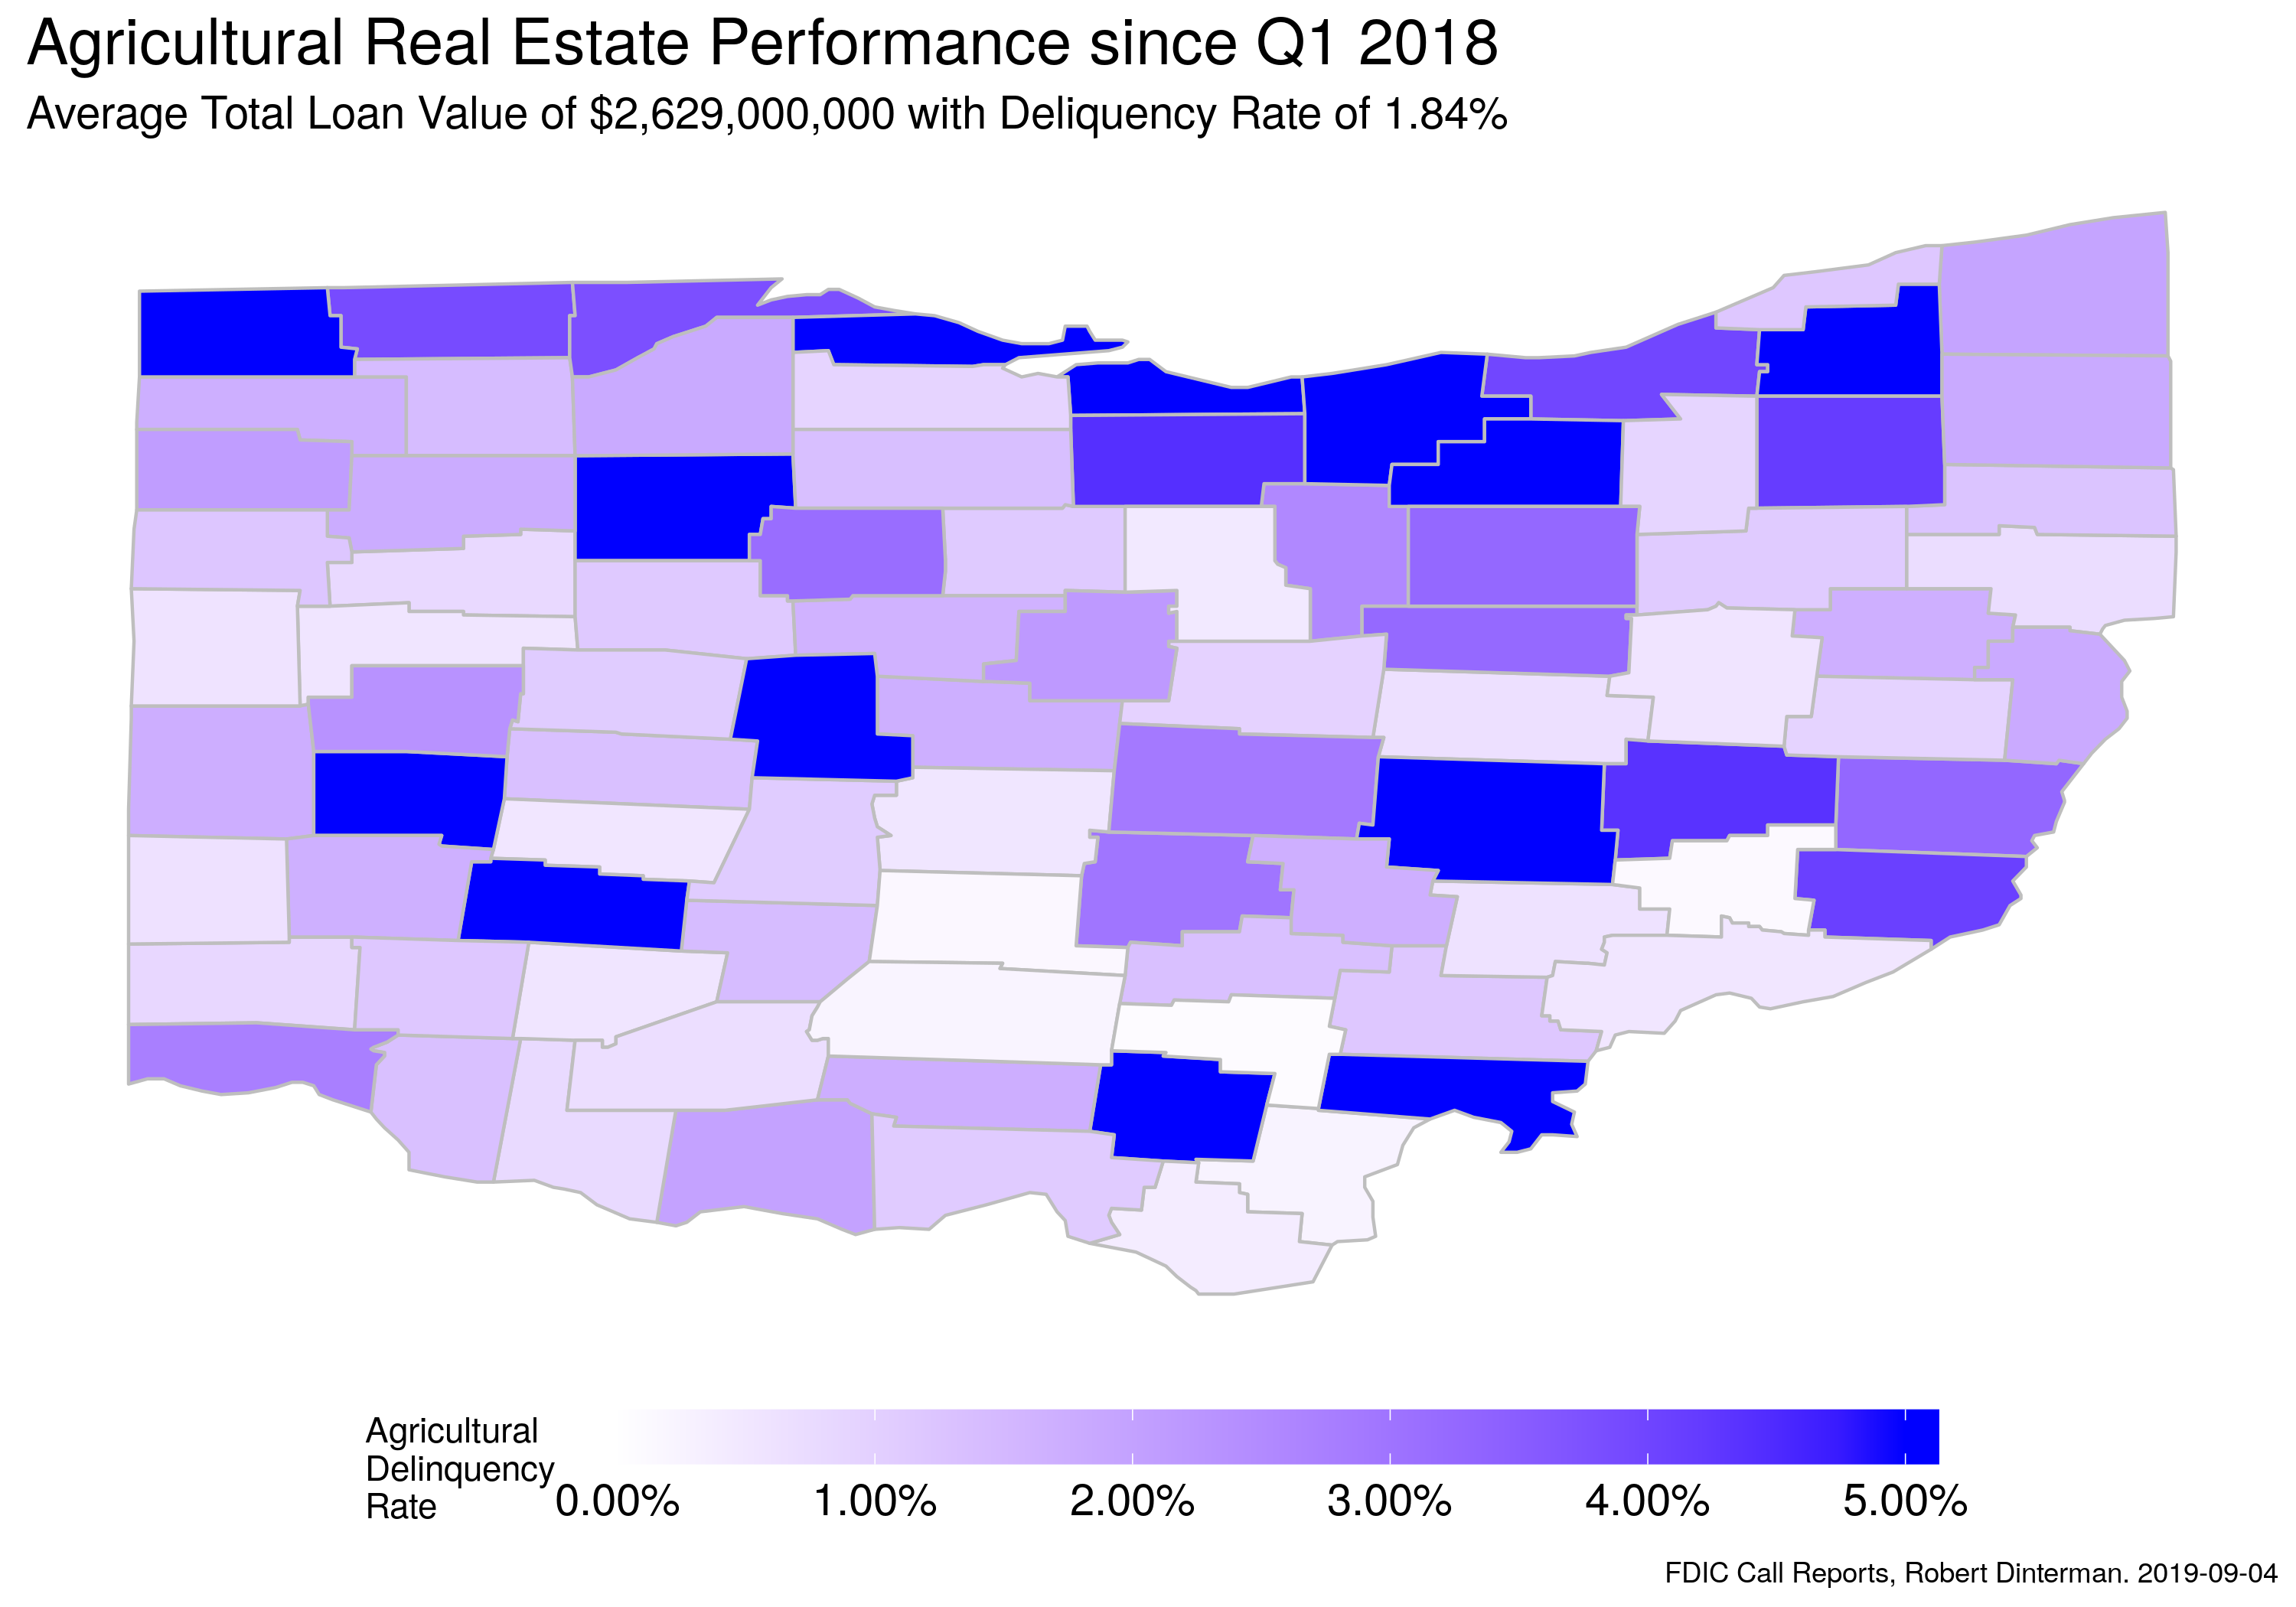 Agricultural Real Estate Performance since Q1 2018
Average Total Loan Value of $2,629,000,000 with Deliquency Rate of 1.84%
Agricultural
Delinquency
Rate
0.00% 1.00% 2.00% 3.00% 4.00% 5.00%
FDIC Call Reports, Robert Dinterman. 2019-09-04